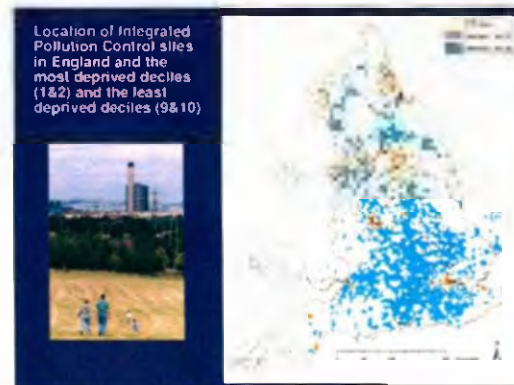 Location of Integrated
Pollution Control sites
in England and the
most deprived deciles
(1&2) and the least
deprived deciles (9&10)